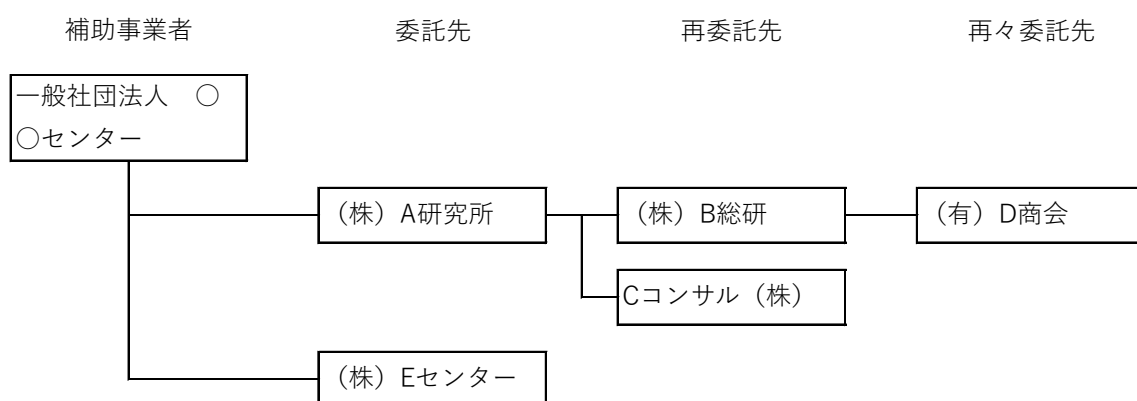 補助事業者
委託先
再委託先
再々委託先
一般社団法人　○
○センター
（株）A研究所
（株）B総研
（有）D商会
Cコンサル（株）
（株）Eセンター